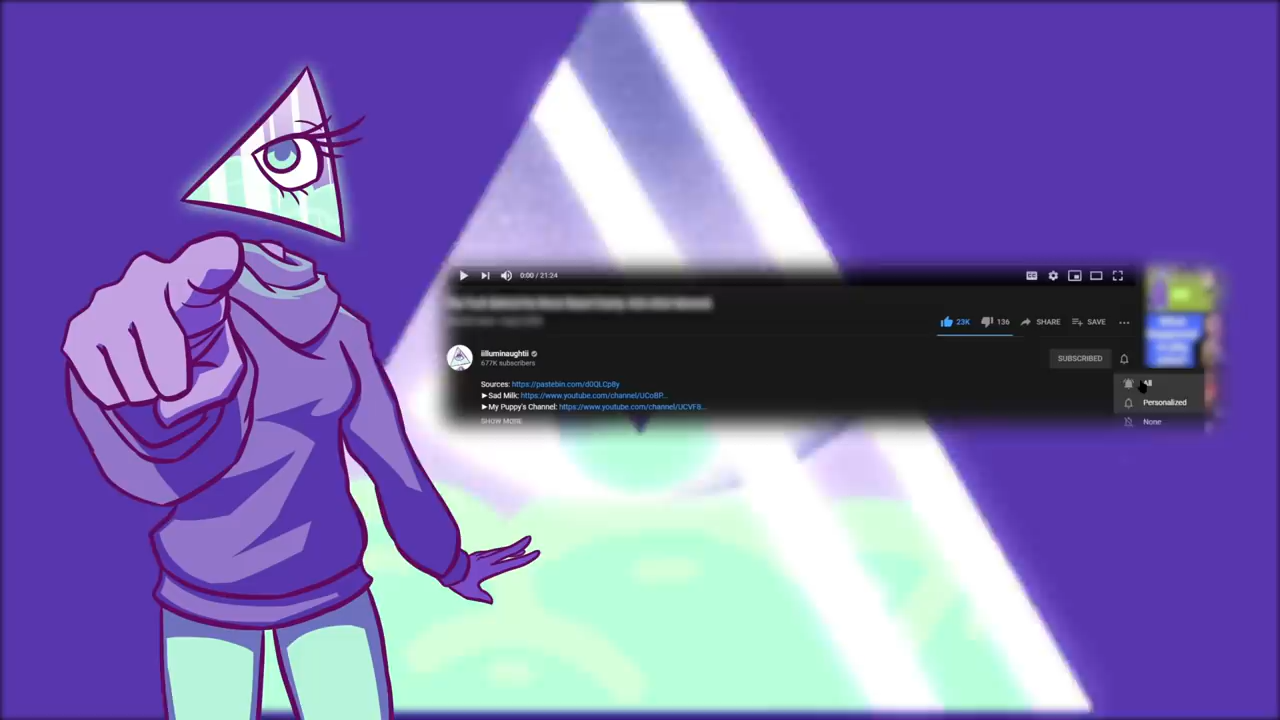 0:00 / 21:24
23K 136 SHARE SAVE
iilluminaughtii
677K subscribers
SUBSCRIBED
Sources: https://pastebin.com/d0QLCp8y
►Sad Milk: https://www.youtube.com/channel/UCoBP...
►My Puppy's Channel: https://www.youtube.com/channel/UCVF8...
SHOW MORE
All
Personalized
None